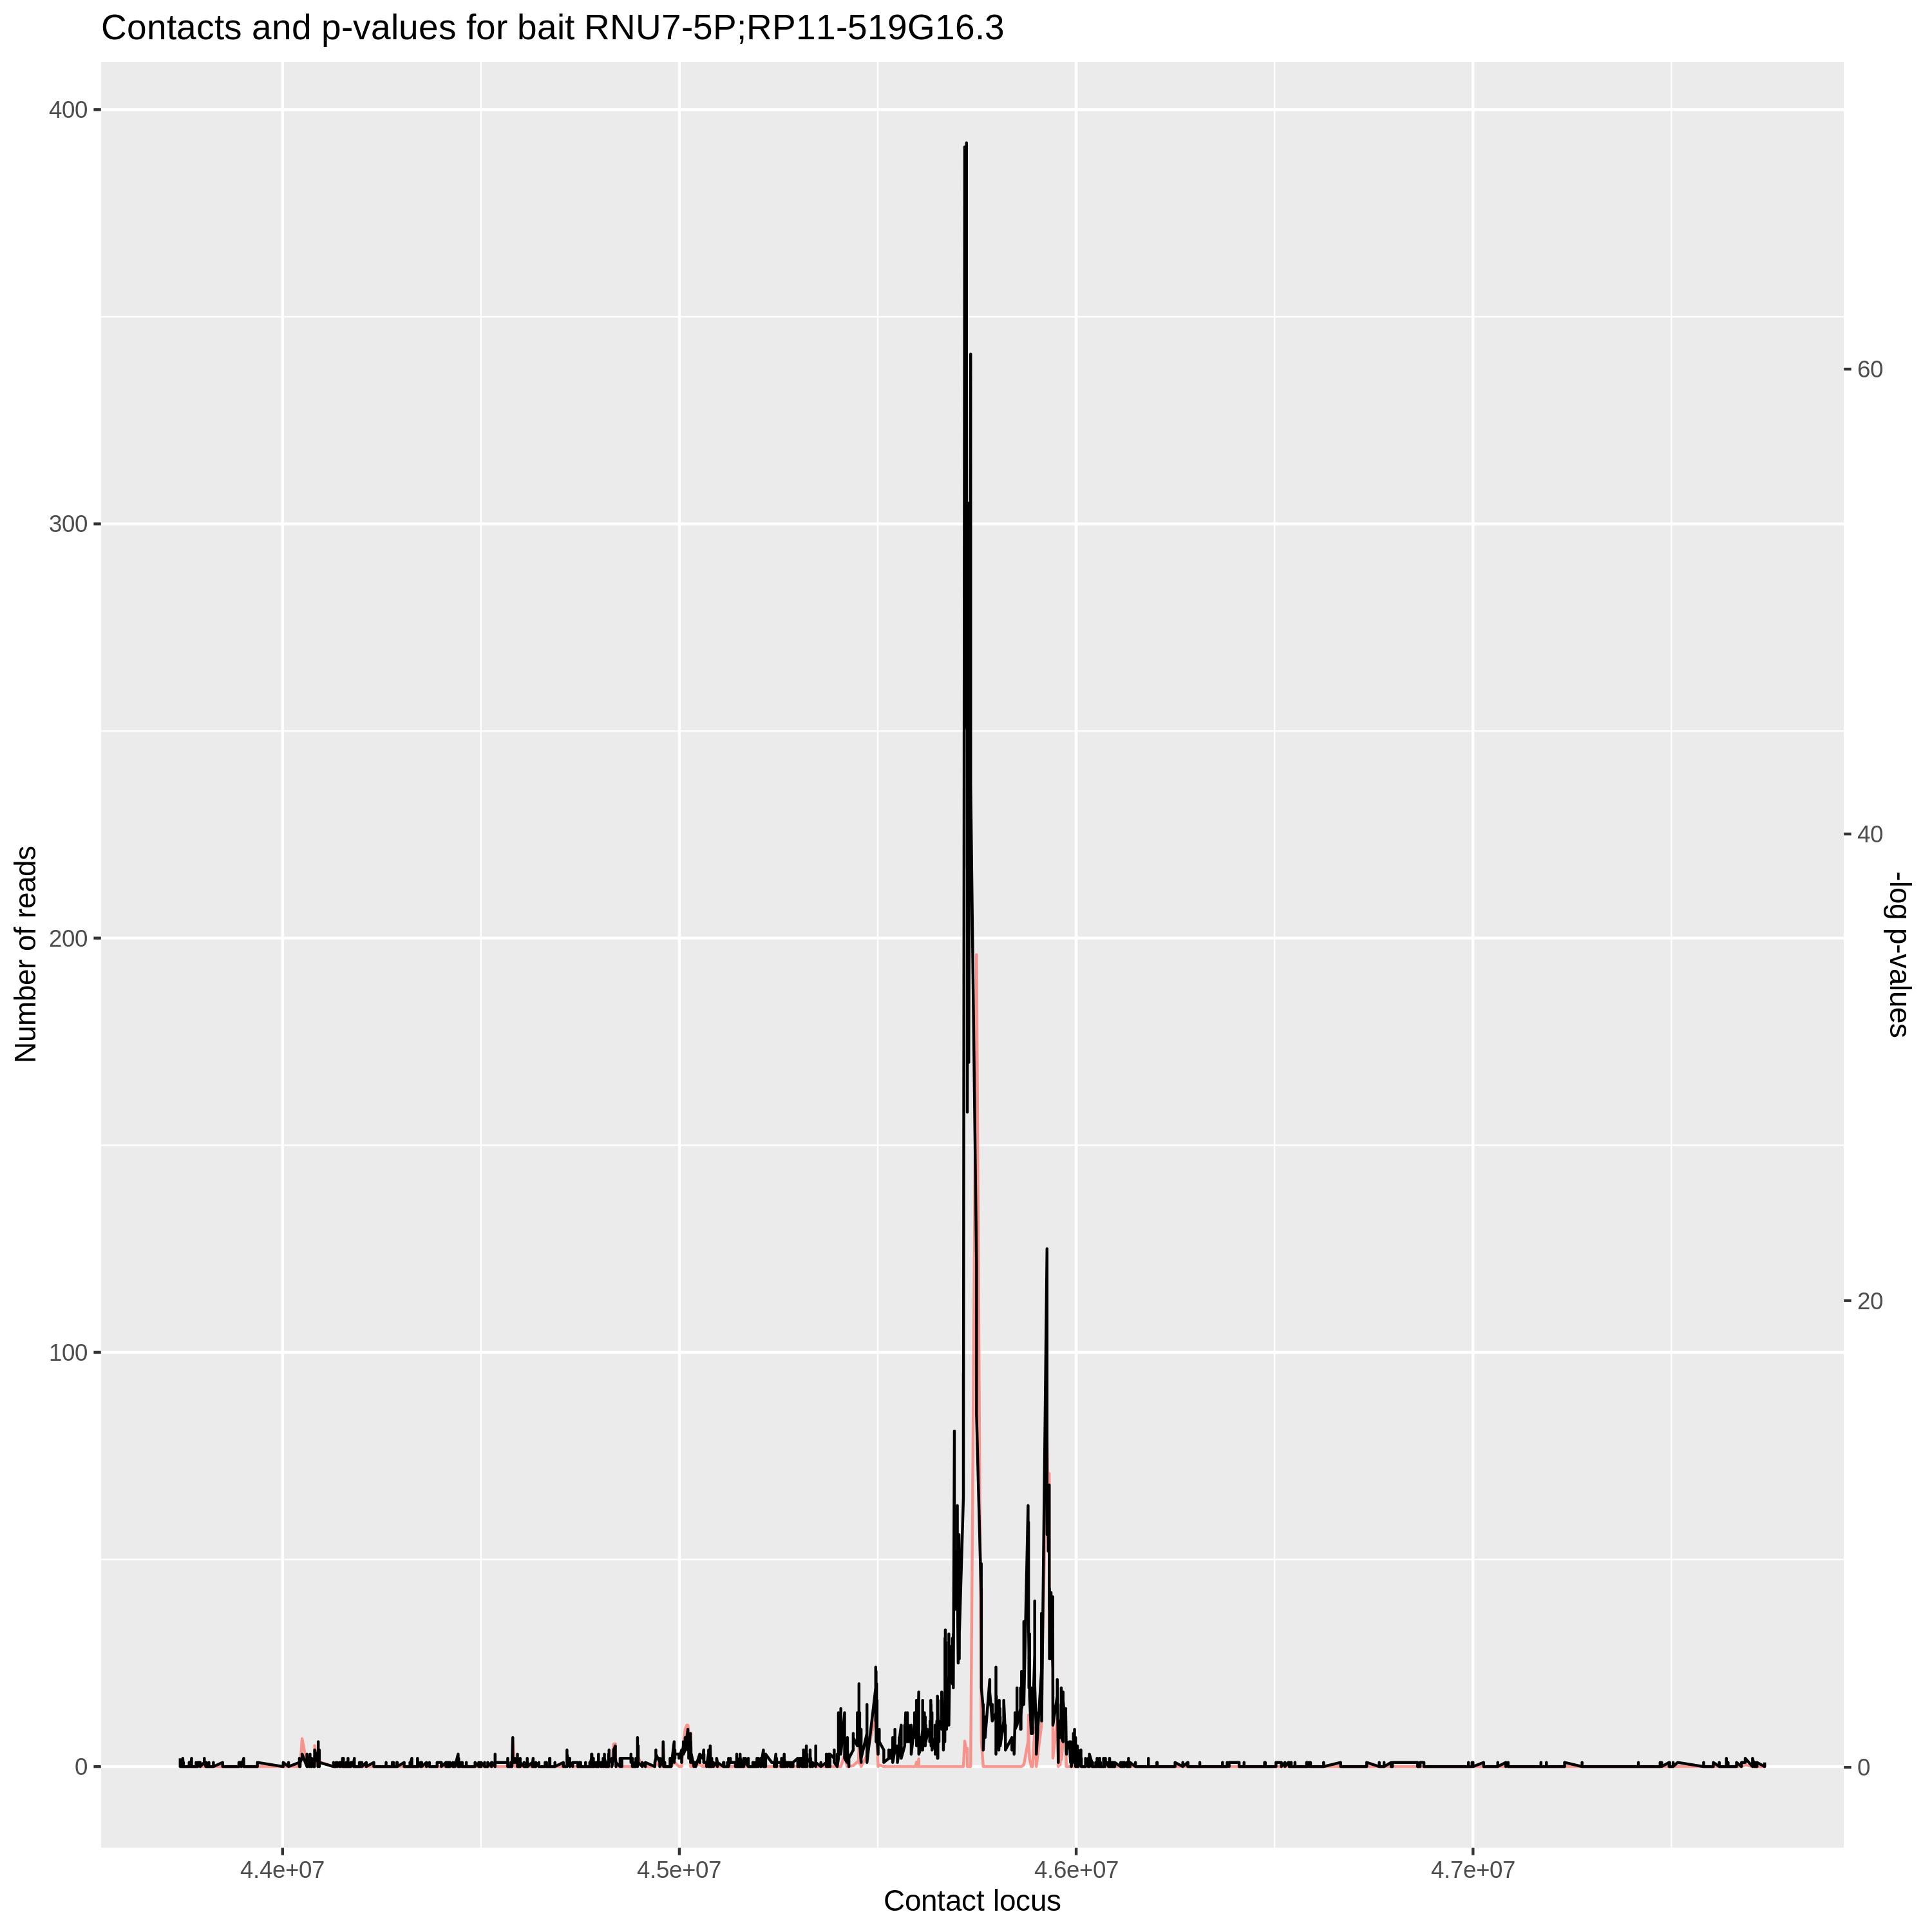 Contacts and p-values for bait RNU7-5P;RP11-519G16.3
400
300
200
100
0
60
40
20
0
Number of reads
-log p-values
4.4e+07 4.5e+07 4.6e+07 4.7e+07
Contact locus